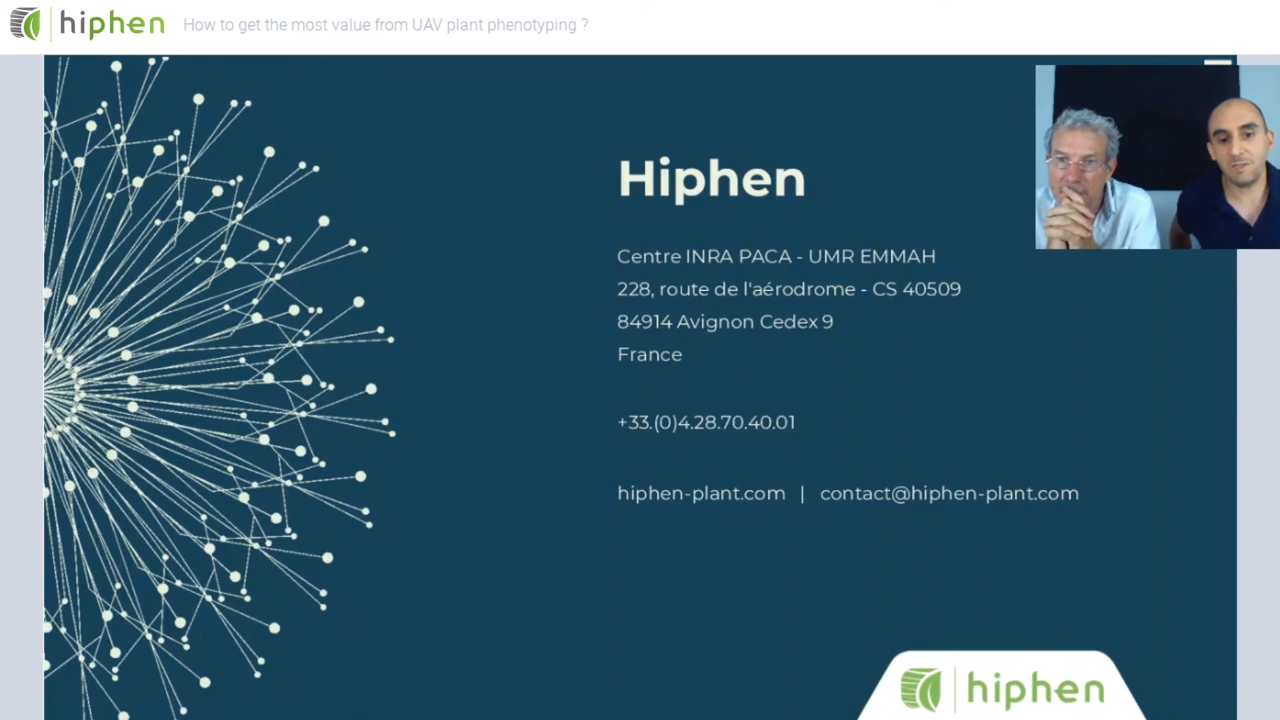 hiphen How to get the most value from UAV plant phenotyping ?
Hiphen
Centre INRA PACA - UMR EMMAH
228, route de l'aérodrome - CS 40509
84914 Avignon Cedex 9
France
+33.(0)4.28.70.40.01
hiphen-plant.com | contact@hiphen-plant.com
hiphen